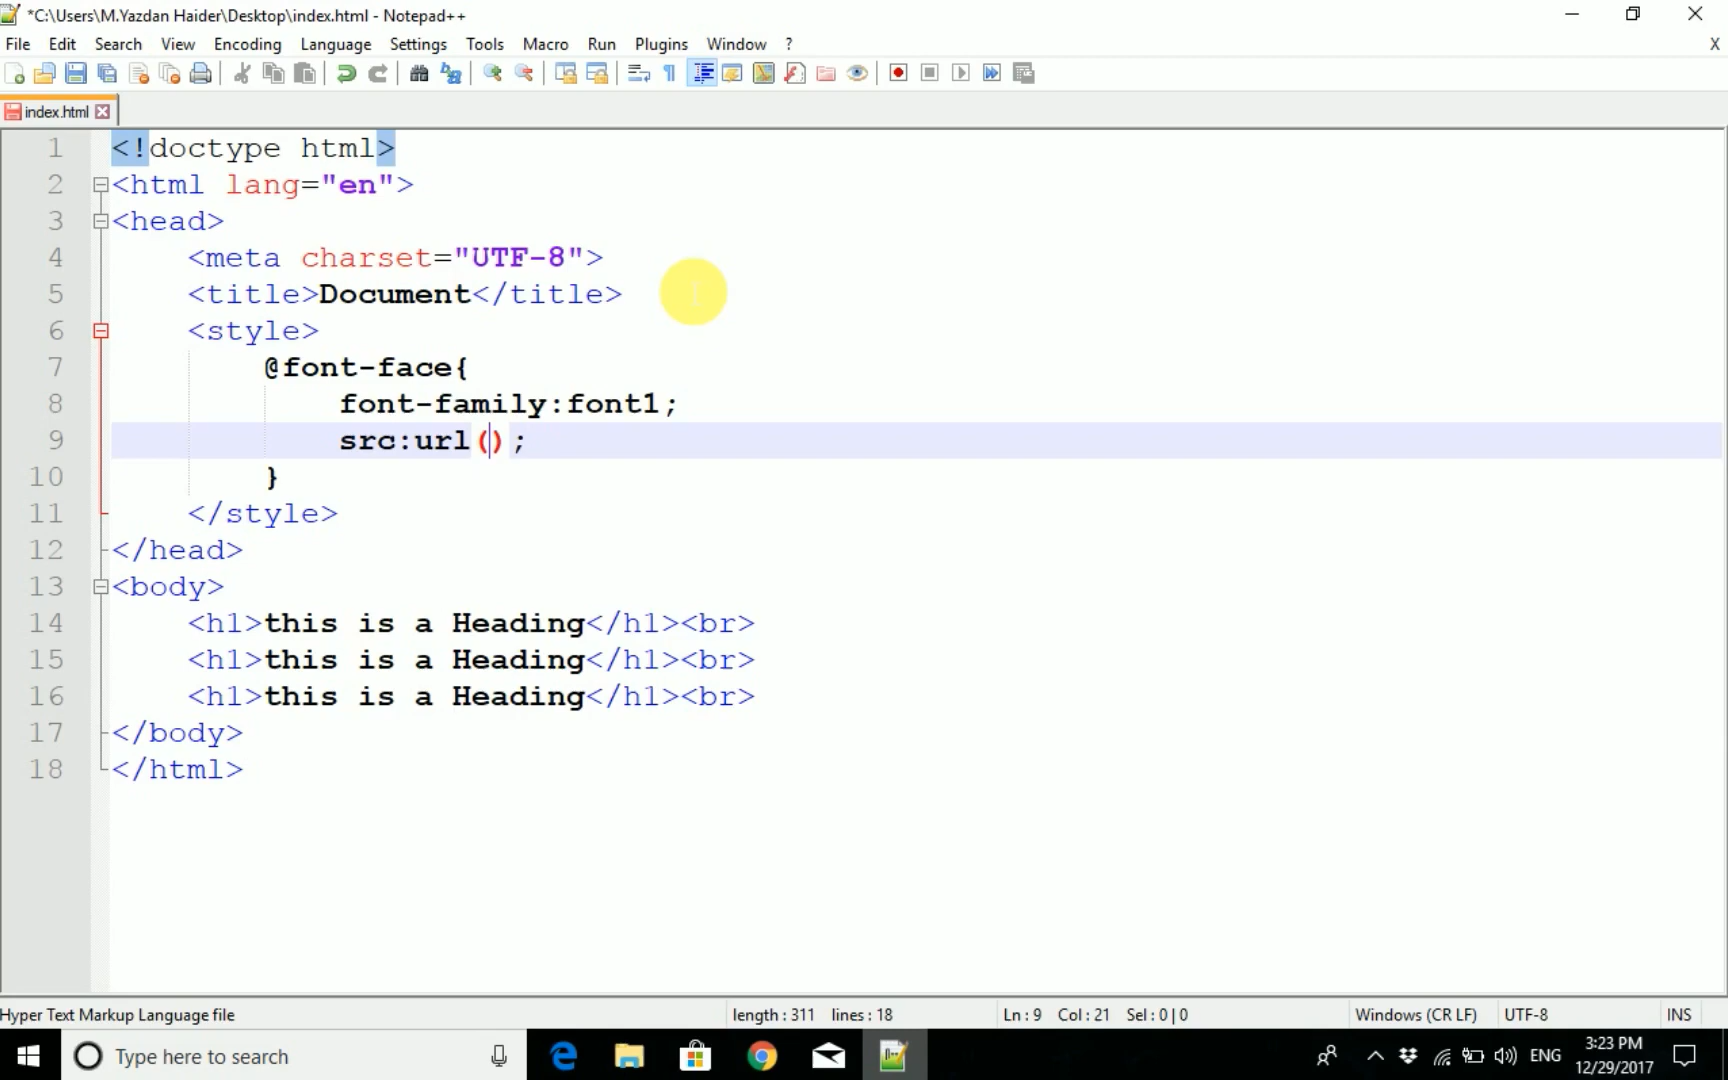 *C:\Users\M.Yazdan Haider\Desktop\index.html - Notepad++
File Edit Search View Encoding Language Settings Tools Macro Run Plugins Window ? X
index.html
1 <!doctype html>
2 <html lang="en">
3 <head>
4 <meta charset="UTF-8">
5 <title>Document</title>
6 <style>
7 @font-face{
8 font-family:font1;
9 src:url();
10 }
11 </style>
12 </head>
13 <body>
14 <h1>this is a Heading</h1><br>
15 <h1>this is a Heading</h1><br>
16 <h1>this is a Heading</h1><br>
17 </body>
18 </html>
Hyper Text Markup Language file length : 311 lines : 18 Ln : 9 Col : 21 Sel : 0 | 0 Windows (CR LF) UTF-8 INS
Type here to search ENG 3:23 PM
12/29/2017